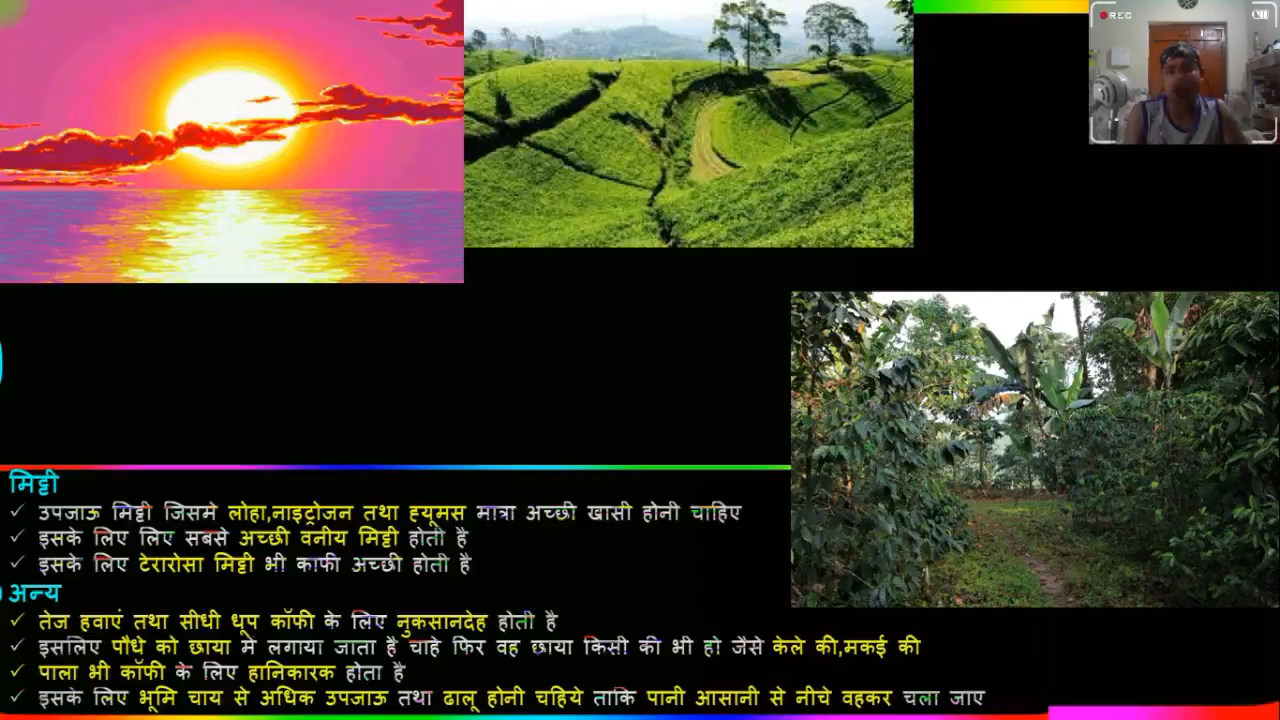 REC
मिट्टी
उपजाऊ मिट्टी जिसमे लोहा,नाइट्रोजन तथा ह्यूमस मात्रा अच्छी खासी होनी चाहिए
इसके लिए लिए सबसे अच्छी वनीय मिट्टी होती है
इसके लिए टेरारोसा मिट्टी भी काफी अच्छी होती है
अन्य
तेज हवाएं तथा सीधी धूप कॉफी के लिए नुकसानदेह होती है
इसलिए पौधे को छाया मे लगाया जाता है चाहे फिर वह छाया किसी की भी हो जैसे केले की,मकई की
पाला भी कॉफी के लिए हानिकारक होता है
इसके लिए भूमि चाय से अधिक उपजाऊ तथा ढालू होनी चहिये ताकि पानी आसानी से नीचे वहकर चला जाए